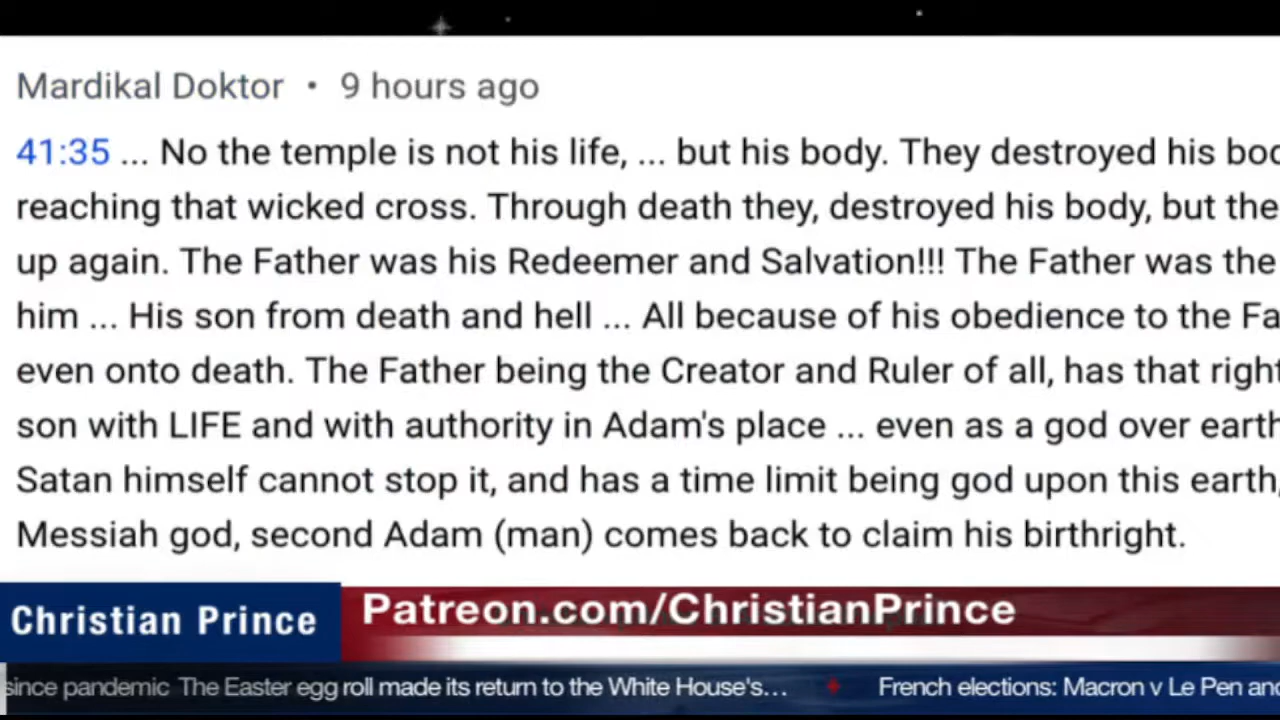 Mardikal Doktor • 9 hours ago
41:35 ... No the temple is not his life, ... but his body. They destroyed his
reaching that wicked cross. Through death they, destroyed his body, but
up again. The Father was his Redeemer and Salvation!!! The Father was the
him ... His son from death and hell ... All because of his obedience to the
even onto death. The Father being the Creator and Ruler of all, has that
son with LIFE and with authority in Adam's place ... even as a god over
Satan himself cannot stop it, and has a time limit being god upon this earth,
Messiah god, second Adam (man) comes back to claim his birthright.
Christian Prince
Patreon.com/ChristianPrince
since pandemic The Easter egg roll made its return to the White House's...
French elections: Macron v Le Pen